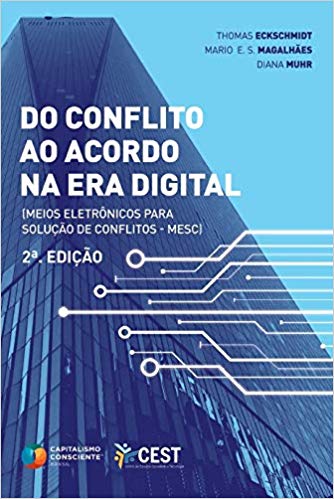 THOMAS ECKSCHMIDT
MARIO E. S. MAGALHÃES
DIANA MUHR
DO CONFLITO
AO ACORDO
NA ERA DIGITAL
(MEIOS ELETRÔNICOS PARA
SOLUÇÃO DE CONFLITOS - MESC)
2ª. EDIÇÃO
CAPITALISMO
CONSCIENTE
BRASIL
CEST